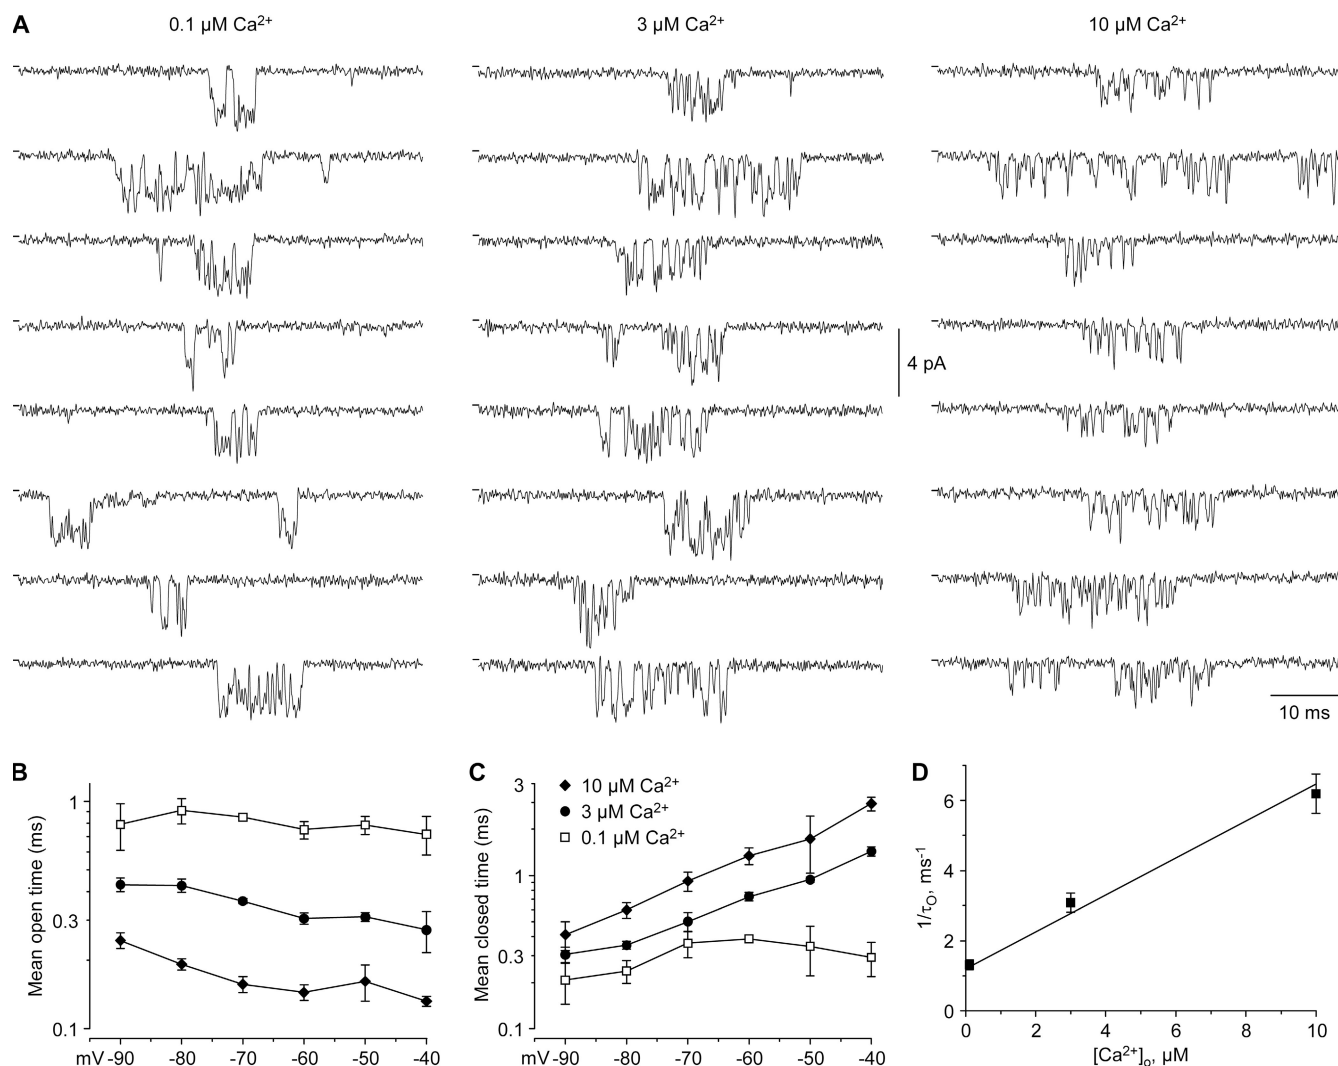 A
0.1 µM Ca²⁺ 3 µM Ca²⁺ 10 µM Ca²⁺
4 pA
10 ms
B
Mean open time (ms)
1
0.3
0.1
mV -90 -80 -70 -60 -50 -40
C
Mean closed time (ms)
3
1
0.3
0.1
10 µM Ca²⁺
3 µM Ca²⁺
0.1 µM Ca²⁺
mV -90 -80 -70 -60 -50 -40
D
1/τ_O, ms⁻¹
6
4
2
0
0 2 4 6 8 10
[Ca²⁺]ₒ, µM